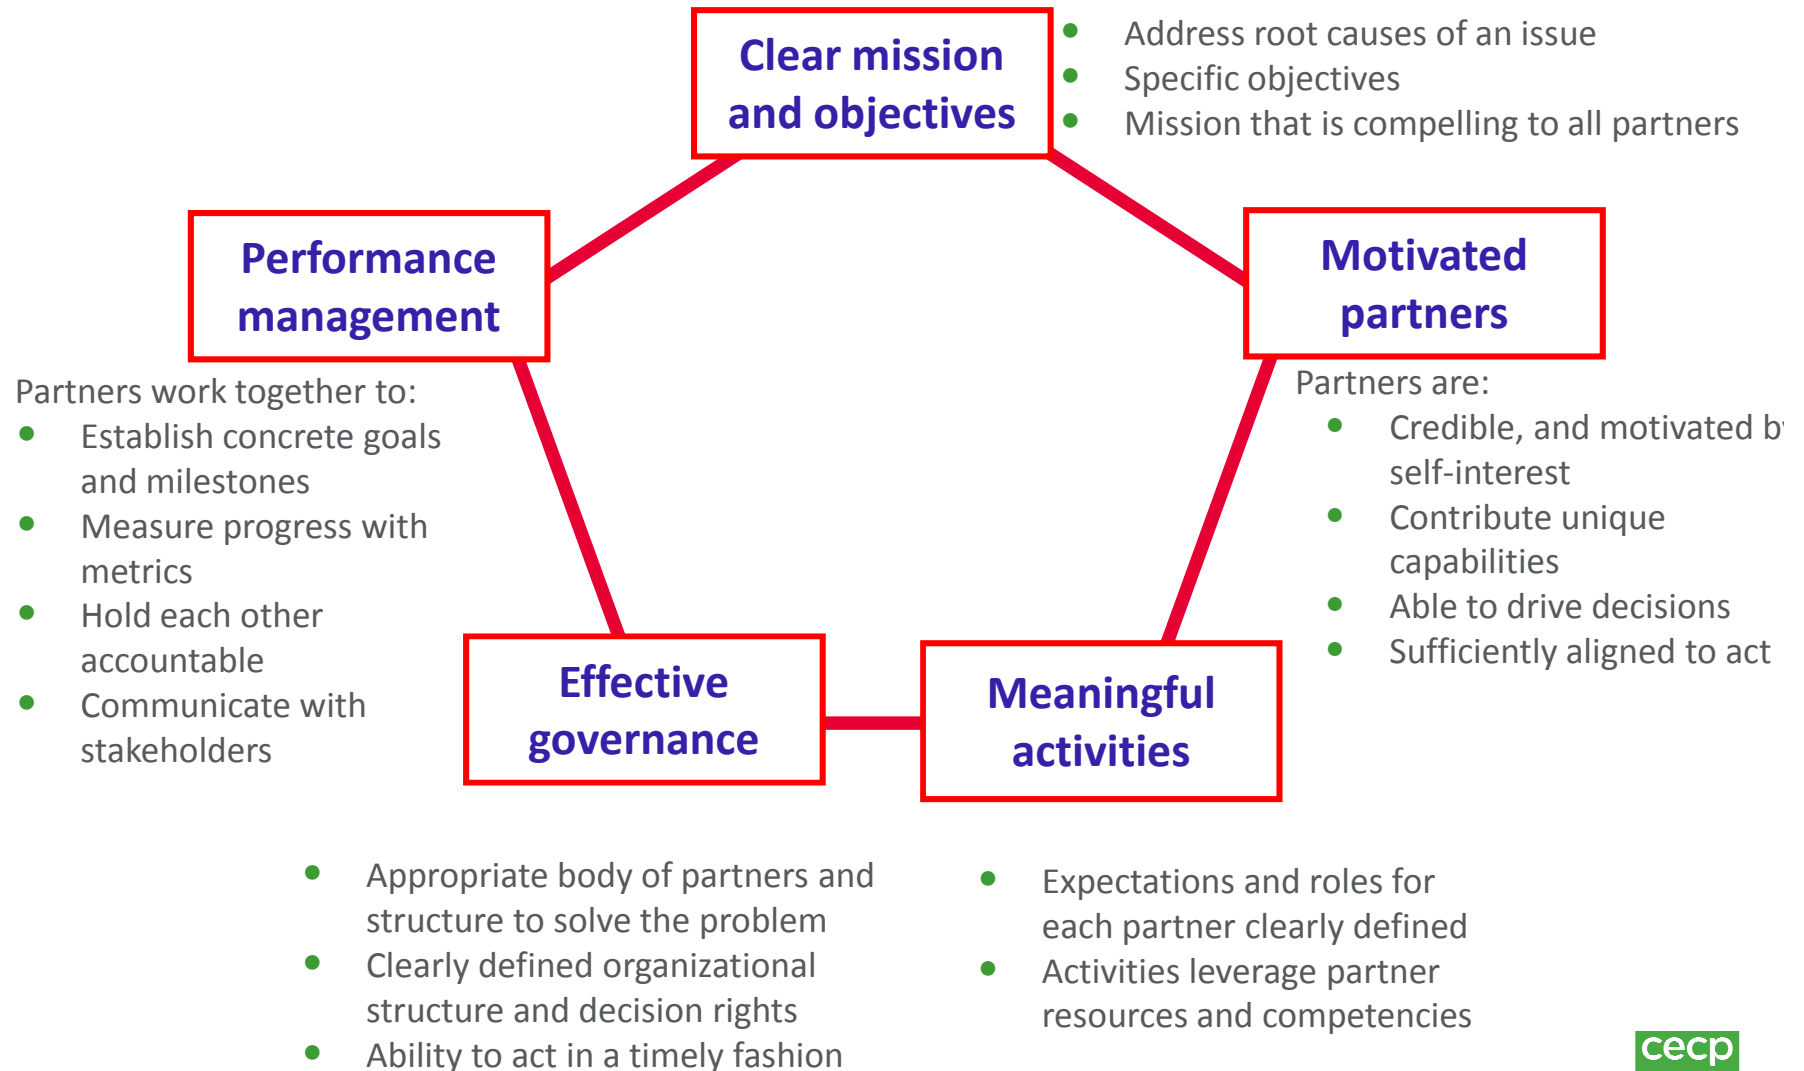 Clear mission
and objectives
• Address root causes of an issue
• Specific objectives
• Mission that is compelling to all partners
Performance
management
Motivated
partners
Partners work together to:
• Establish concrete goals
and milestones
• Measure progress with
metrics
• Hold each other
accountable
• Communicate with
stakeholders
Partners are:
• Credible, and motivated by
self-interest
• Contribute unique
capabilities
• Able to drive decisions
• Sufficiently aligned to act
Effective
governance
Meaningful
activities
• Appropriate body of partners and
structure to solve the problem
• Clearly defined organizational
structure and decision rights
• Ability to act in a timely fashion
• Expectations and roles for
each partner clearly defined
• Activities leverage partner
resources and competencies
cecp